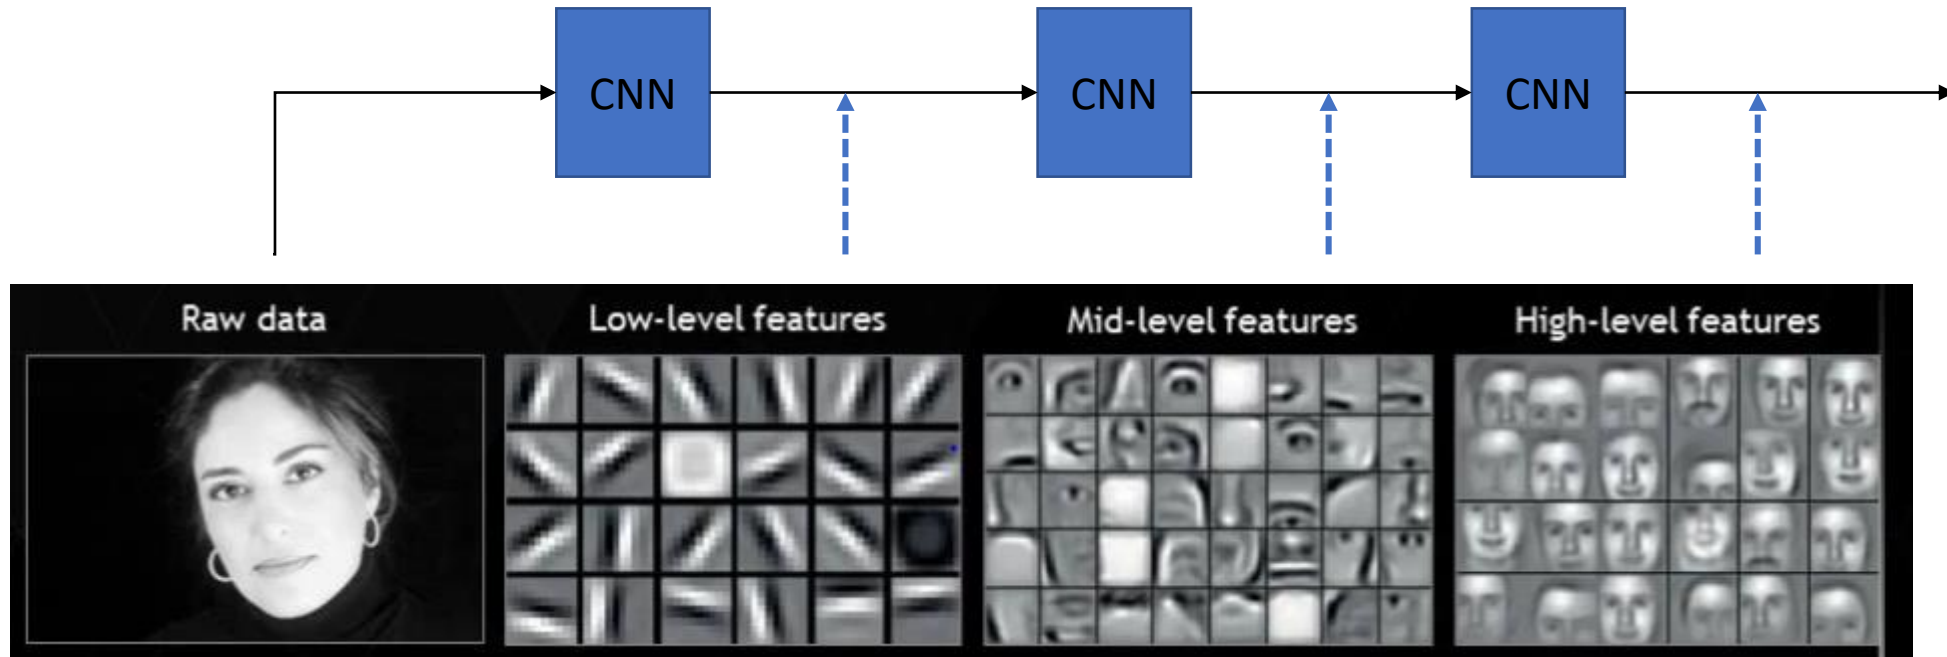 CNN
CNN
CNN
Raw data
Low-level features
Mid-level features
High-level features